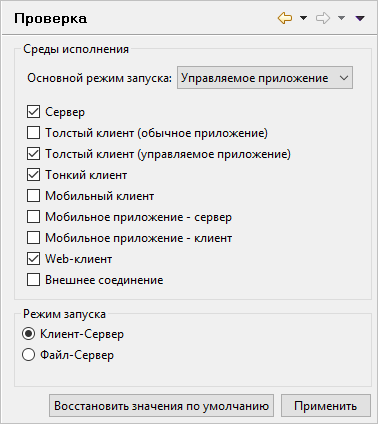 Проверка
Среды исполнения
Основной режим запуска: Управляемое приложение
Сервер
Толстый клиент (обычное приложение)
Толстый клиент (управляемое приложение)
Тонкий клиент
Мобильный клиент
Мобильное приложение - сервер
Мобильное приложение - клиент
Web-клиент
Внешнее соединение
Режим запуска
Клиент-Сервер
Файл-Сервер
Восстановить значения по умолчанию Применить